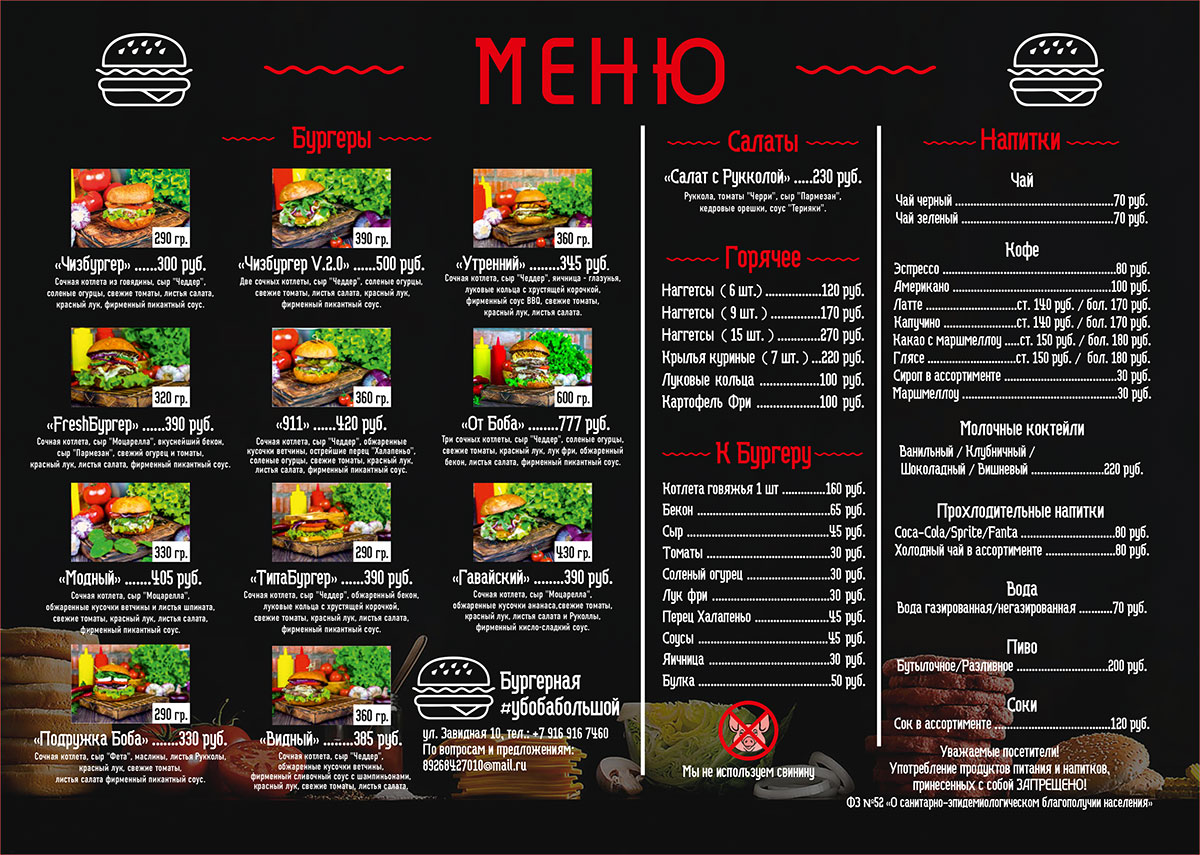 МЕНЮ
Бургеры
290 гр.
«Чизбургер» ......300 руб.
Сочная котлета из говядины, сыр "Чеддер",
соленые огурцы, свежие томаты, листья салата,
красный лук, фирменный пикантный соус.
390 гр.
«Чизбургер V.2.0» ......500 руб.
Две сочных котлеты, сыр "Чеддер", соленые огурцы,
свежие томаты, листья салата, красный лук,
фирменный пикантный соус.
360 гр.
«Утренний» ........345 руб.
Сочная котлета, сыр "Чеддер", яичница - глазунья,
луковые кольца с хрустящей корочкой,
фирменный соус BBQ, свежие томаты,
красный лук, листья салата.
320 гр.
«FreshБургер» ......390 руб.
Сочная котлета, сыр "Моцарелла", вкуснейший бекон,
сыр "Пармезан", свежий огурец и томаты,
красный лук, листья салата, фирменный пикантный соус.
360 гр.
«911» ......420 руб.
Сочная котлета, сыр "Чеддер", обжаренные
кусочки ветчины, острейшие перец "Халапеньо",
соленые огурцы, свежие томаты, красный лук,
листья салата, фирменный пикантный соус.
600 гр.
«От Боба» ........777 руб.
Три сочных котлеты, сыр "Чеддер", соленые огурцы,
свежие томаты, красный лук, лук фри, обжаренный
бекон, листья салата, фирменный пикантный соус.
330 гр.
«Модный» .......405 руб.
Сочная котлета, сыр "Моцарелла",
обжаренные кусочки ветчины и листья шпината,
свежие томаты, красный лук, листья салата,
фирменный пикантный соус.
290 гр.
«ТипаБургер» ......390 руб.
Сочная котлета, сыр "Чеддер", обжаренный бекон,
луковые кольца с хрустящей корочкой,
свежие томаты, красный лук, листья салата,
фирменный пикантный соус.
430 гр.
«Гавайский» ........390 руб.
Сочная котлета, сыр "Моцарелла",
обжаренные кусочки ананаса,свежие томаты,
красный лук, листья салата и Руколлы,
фирменный кисло-сладкий соус.
290 гр.
«Подружка Боба» .......330 руб.
Сочная котлета, сыр "Фета", маслины, листья Рукколы,
красный лук, свежие томаты,
листья салата фирменный пикантный соус.
360 гр.
«Видный» .......385 руб.
Сочная котлета, сыр "Чеддер",
обжаренные кусочки ветчины,
фирменный сливочный соус с шампиньонами,
красный лук, свежие томаты, листья салата.
Бургерная
#убобабольшой
ул. Завидная 10, тел.: +7 916 916 7460
По вопросам и предложениям:
89268427010@mail.ru
Салаты
«Салат с Рукколой» .....230 руб.
Руккола, томаты "Черри", сыр "Пармезан",
кедровые орешки, соус "Терияки".
Горячее
Наггетсы ( 6 шт.) ...............120 руб.
Наггетсы ( 9 шт. ) ..............170 руб.
Наггетсы ( 15 шт. ) ............270 руб.
Крылья куриные ( 7 шт. ) ...220 руб.
Луковые кольца ................100 руб.
Картофель Фри ................100 руб.
К Бургеру
Котлета говяжья 1 шт .............160 руб.
Бекон ........................................65 руб.
Сыр ..........................................45 руб.
Томаты .....................................30 руб.
Соленый огурец ........................30 руб.
Лук фри ....................................30 руб.
Перец Халапеньо ......................45 руб.
Соусы ........................................45 руб.
Яичница ....................................30 руб.
Булка ........................................50 руб.
Мы не используем свинину
Напитки
Чай
Чай черный ..........................................70 руб.
Чай зеленый ........................................70 руб.
Кофе
Эспрессо ................................................80 руб.
Американо ............................................100 руб.
Латте ........................ст. 140 руб. / бол. 170 руб.
Капучино ...................ст. 140 руб. / бол. 170 руб.
Какао с маршмеллоу .....ст. 150 руб. / бол. 180 руб.
Глясе ........................ст. 150 руб. / бол. 180 руб.
Сироп в ассортименте ..............................30 руб.
Маршмеллоу ..........................................30 руб.
Молочные коктейли
Ванильный / Клубничный /
Шоколадный / Вишневый ...................220 руб.
Прохлодительные напитки
Coca-Cola/Sprite/Fanta ..........................80 руб.
Холодный чай в ассортименте ...................80 руб.
Вода
Вода газированная/негазированная ..........70 руб.
Пиво
Бутылочное/Разливное .........................200 руб.
Соки
Сок в ассортименте ...............................120 руб.
Уважаемые посетители!
Употребление продуктов питания и напитков,
принесенных с собой ЗАПРЕЩЕНО!
ФЗ №52 «О санитарно-эпидемиологическом благополучии населения»